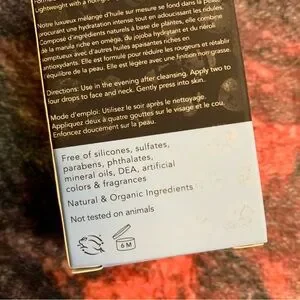 lightweight with a non-g
Notre luxueux mélange d'huile sur mesure se fond dans la peau
procurant une hydratation intense tout en adoucissant les ridules.
Composé d'ingrédients naturels à base de plantes, elle combine
de la marula riche en oméga, du jojoba hydratant et du néroli
somptueux avec d'autres huiles apaisantes riches en
antioxydants. Elle est formulée pour réduire les rougeurs et rétablir
l'équilibre de la peau. Elle est légère avec une finition non grasse.
Directions: Use in the evening after cleansing. Apply two to
four drops to face and neck. Gently press into skin.
Mode d'emploi: Utilisez le soir après le nettoyage.
Appliquez deux à quatre gouttes sur le visage et le cou.
Enfoncez doucement sur la peau.
Free of silicones, sulfates,
parabens, phthalates,
mineral oils, DEA, artificial
colors & fragrances
Natural & Organic Ingredients
Not tested on animals
6 M